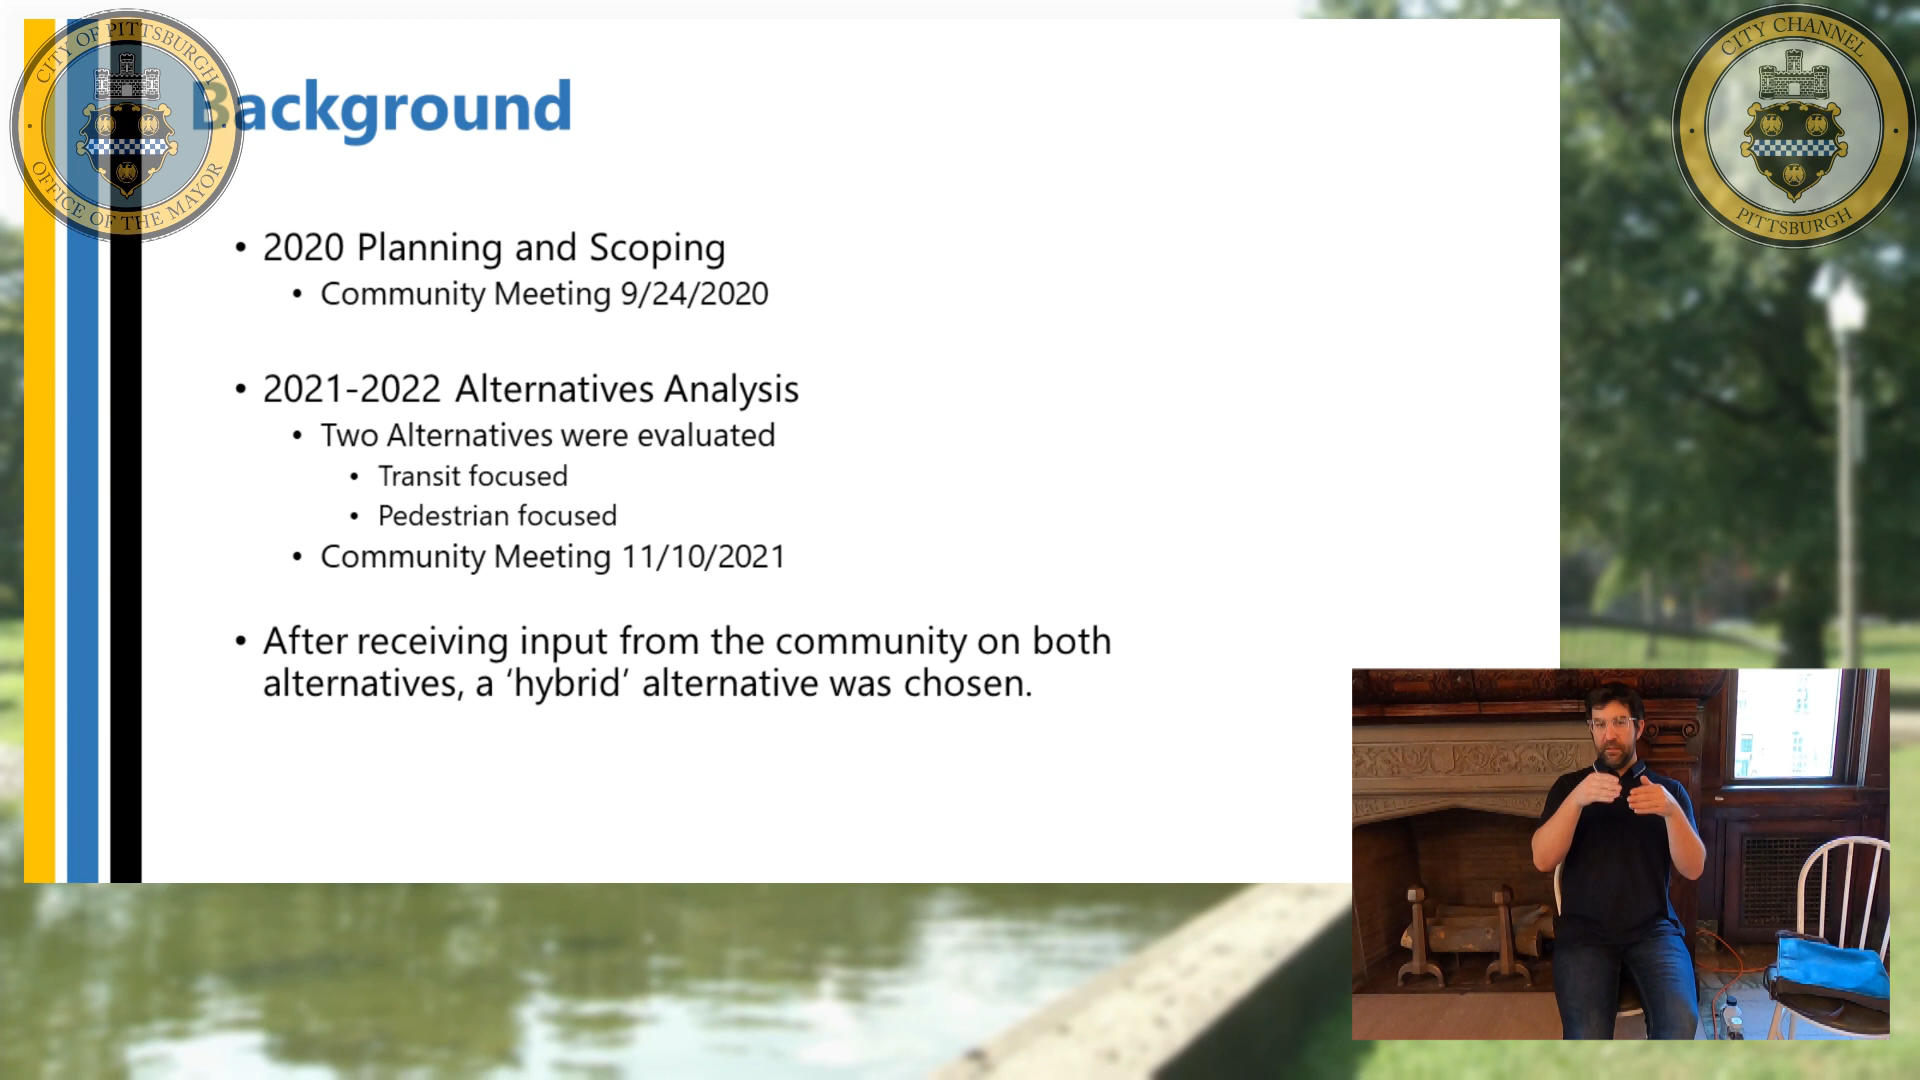 CITY OF PITTSBURGH
OFFICE OF THE MAYOR
CITY CHANNEL
PITTSBURGH
Background
• 2020 Planning and Scoping
• Community Meeting 9/24/2020
• 2021-2022 Alternatives Analysis
• Two Alternatives were evaluated
• Transit focused
• Pedestrian focused
• Community Meeting 11/10/2021
• After receiving input from the community on both
alternatives, a ‘hybrid’ alternative was chosen.